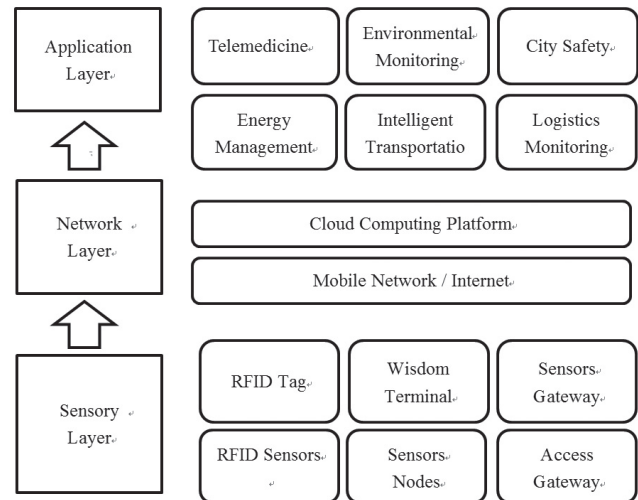 Application
Layer
Telemedicine
Environmental
Monitoring
City Safety
Energy
Management
Intelligent
Transportatio
Logistics
Monitoring
Network
Layer
Cloud Computing Platform
Mobile Network / Internet
Sensory
Layer
RFID Tag
Wisdom
Terminal
Sensors
Gateway
RFID Sensors
Sensors
Nodes
Access
Gateway